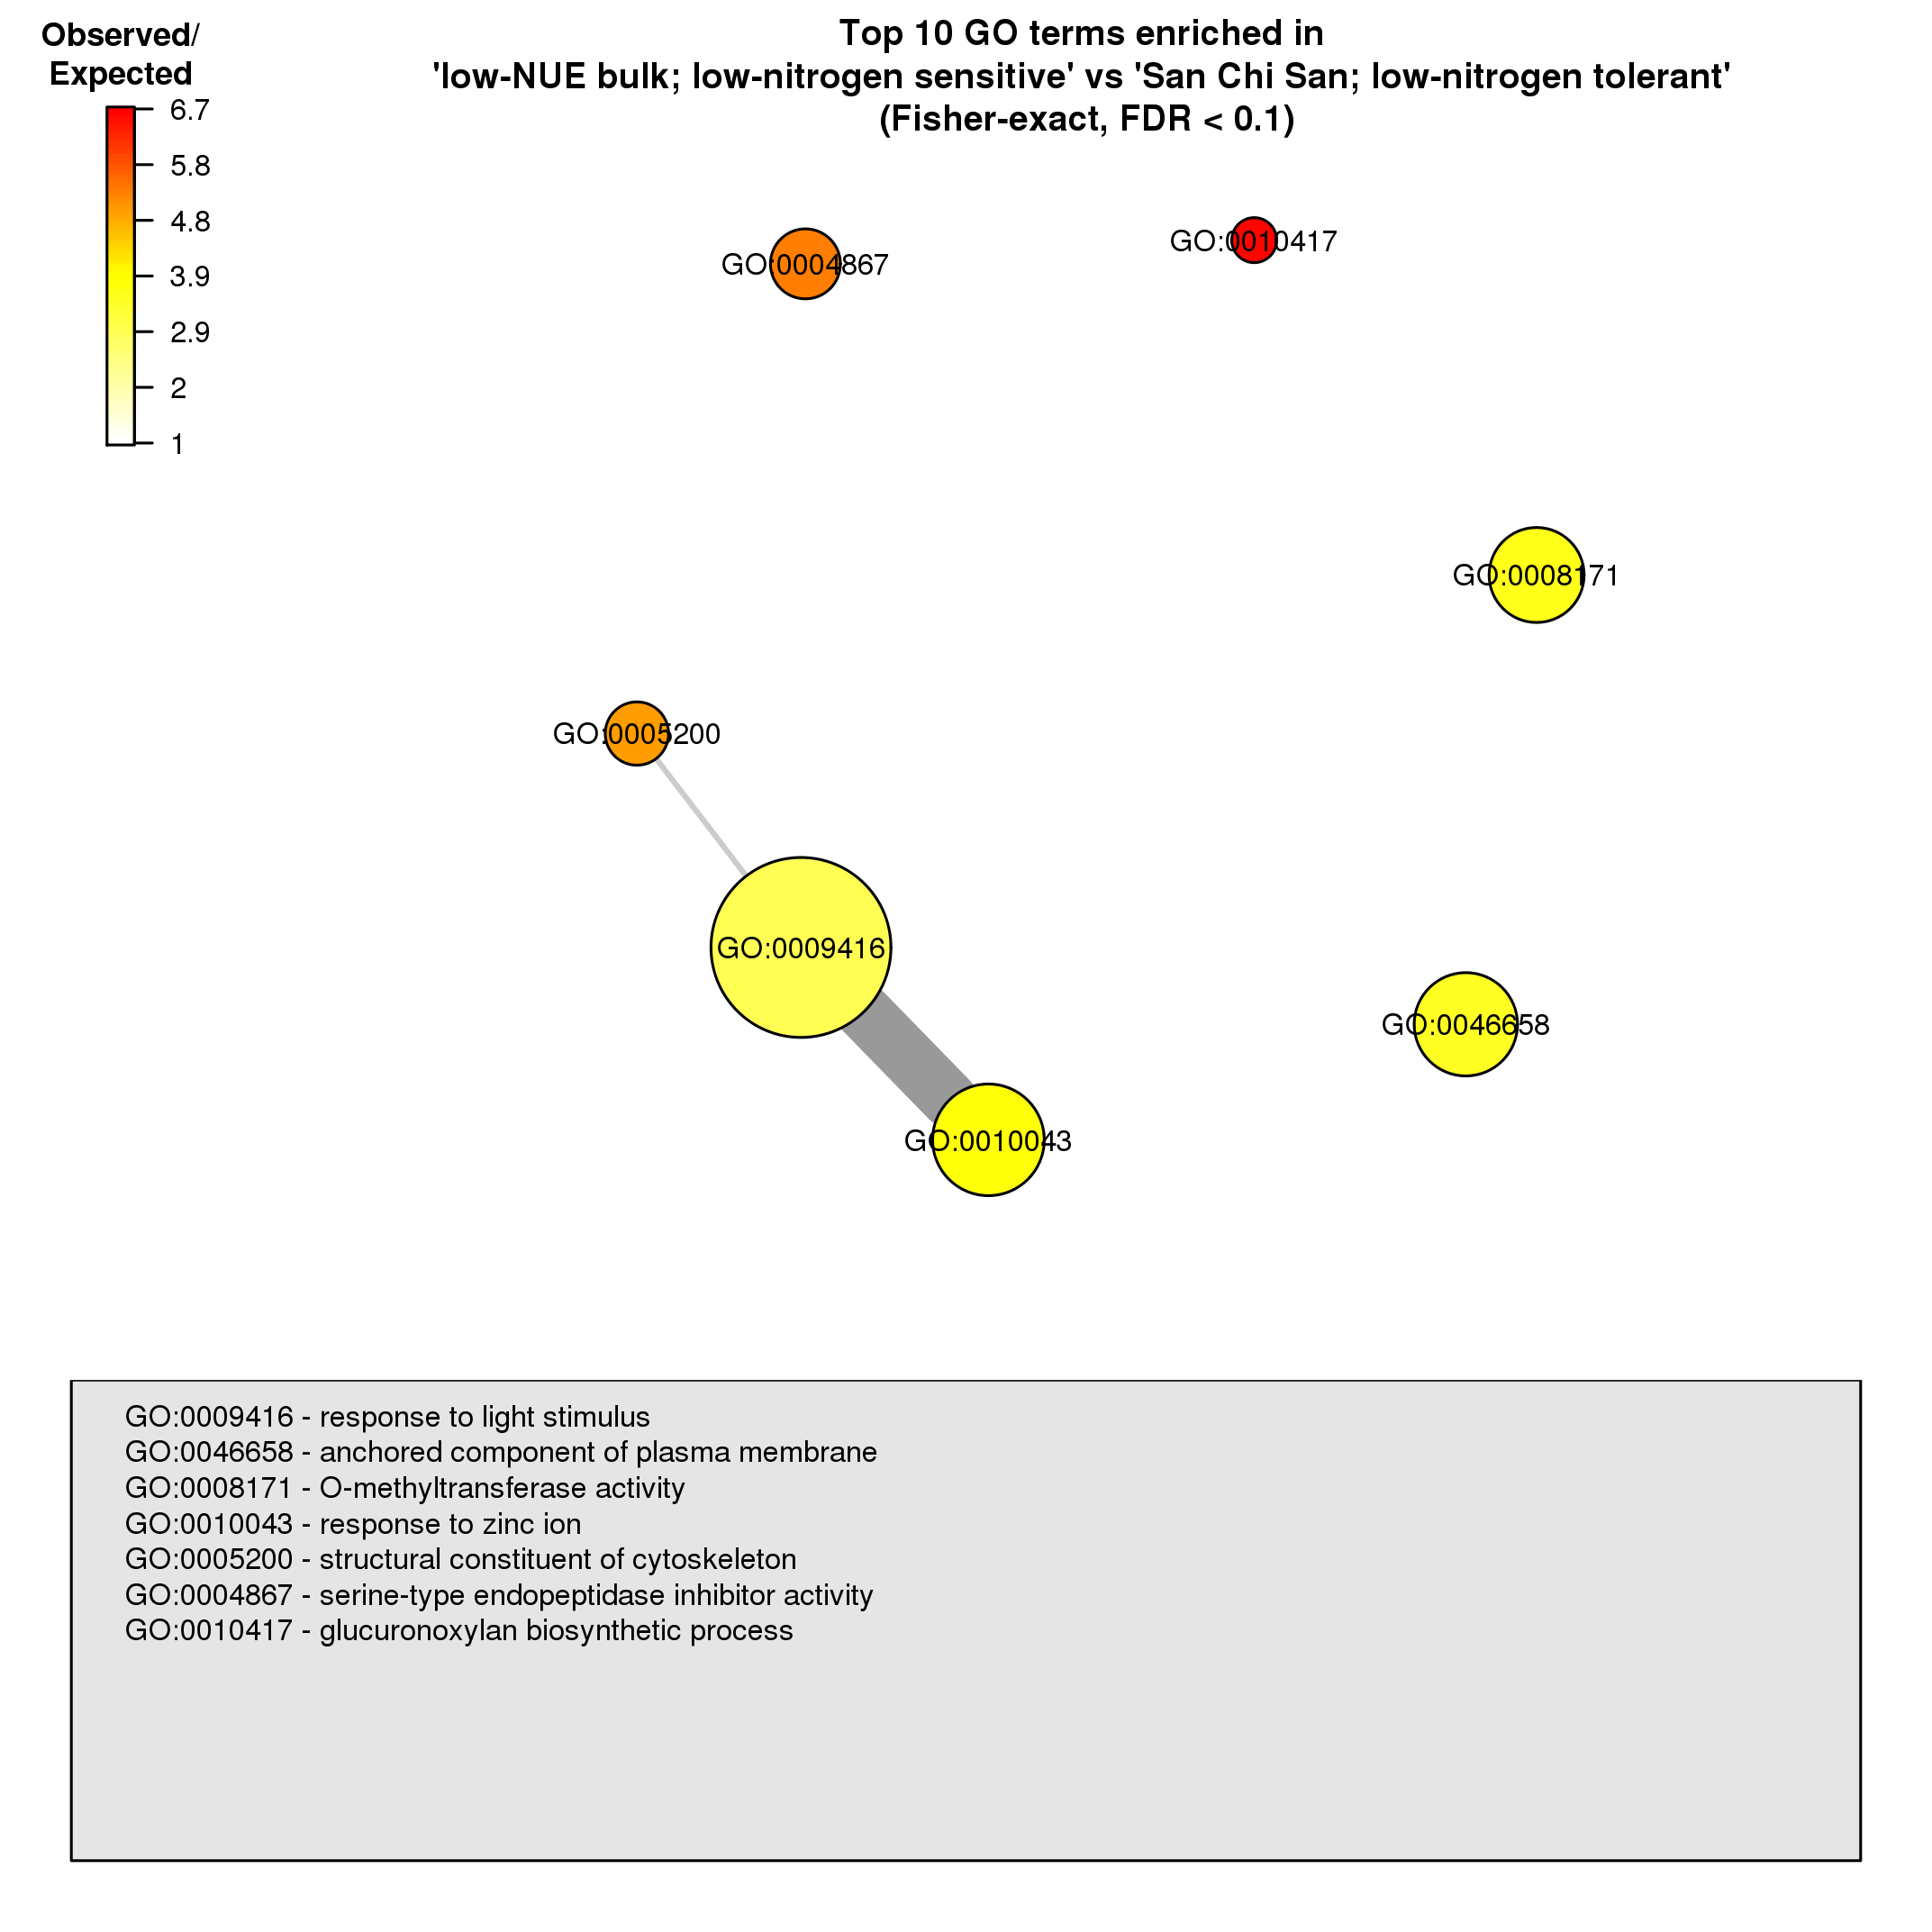 Observed/
Expected
6.7
5.8
4.8
3.9
2.9
2
1
Top 10 GO terms enriched in
'low-NUE bulk; low-nitrogen sensitive' vs 'San Chi San; low-nitrogen tolerant'
(Fisher-exact, FDR < 0.1)
GO:0010417
GO:0004867
GO:0008171
GO:0005200
GO:0009416
GO:0046658
GO:0010043
GO:0009416 - response to light stimulus
GO:0046658 - anchored component of plasma membrane
GO:0008171 - O-methyltransferase activity
GO:0010043 - response to zinc ion
GO:0005200 - structural constituent of cytoskeleton
GO:0004867 - serine-type endopeptidase inhibitor activity
GO:0010417 - glucuronoxylan biosynthetic process